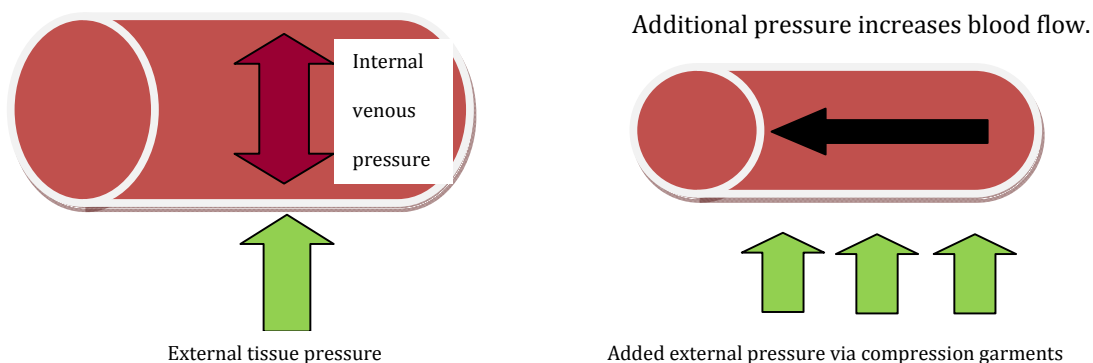 Additional pressure increases blood flow.
Internal
venous
pressure
External tissue pressure
Added external pressure via compression garments